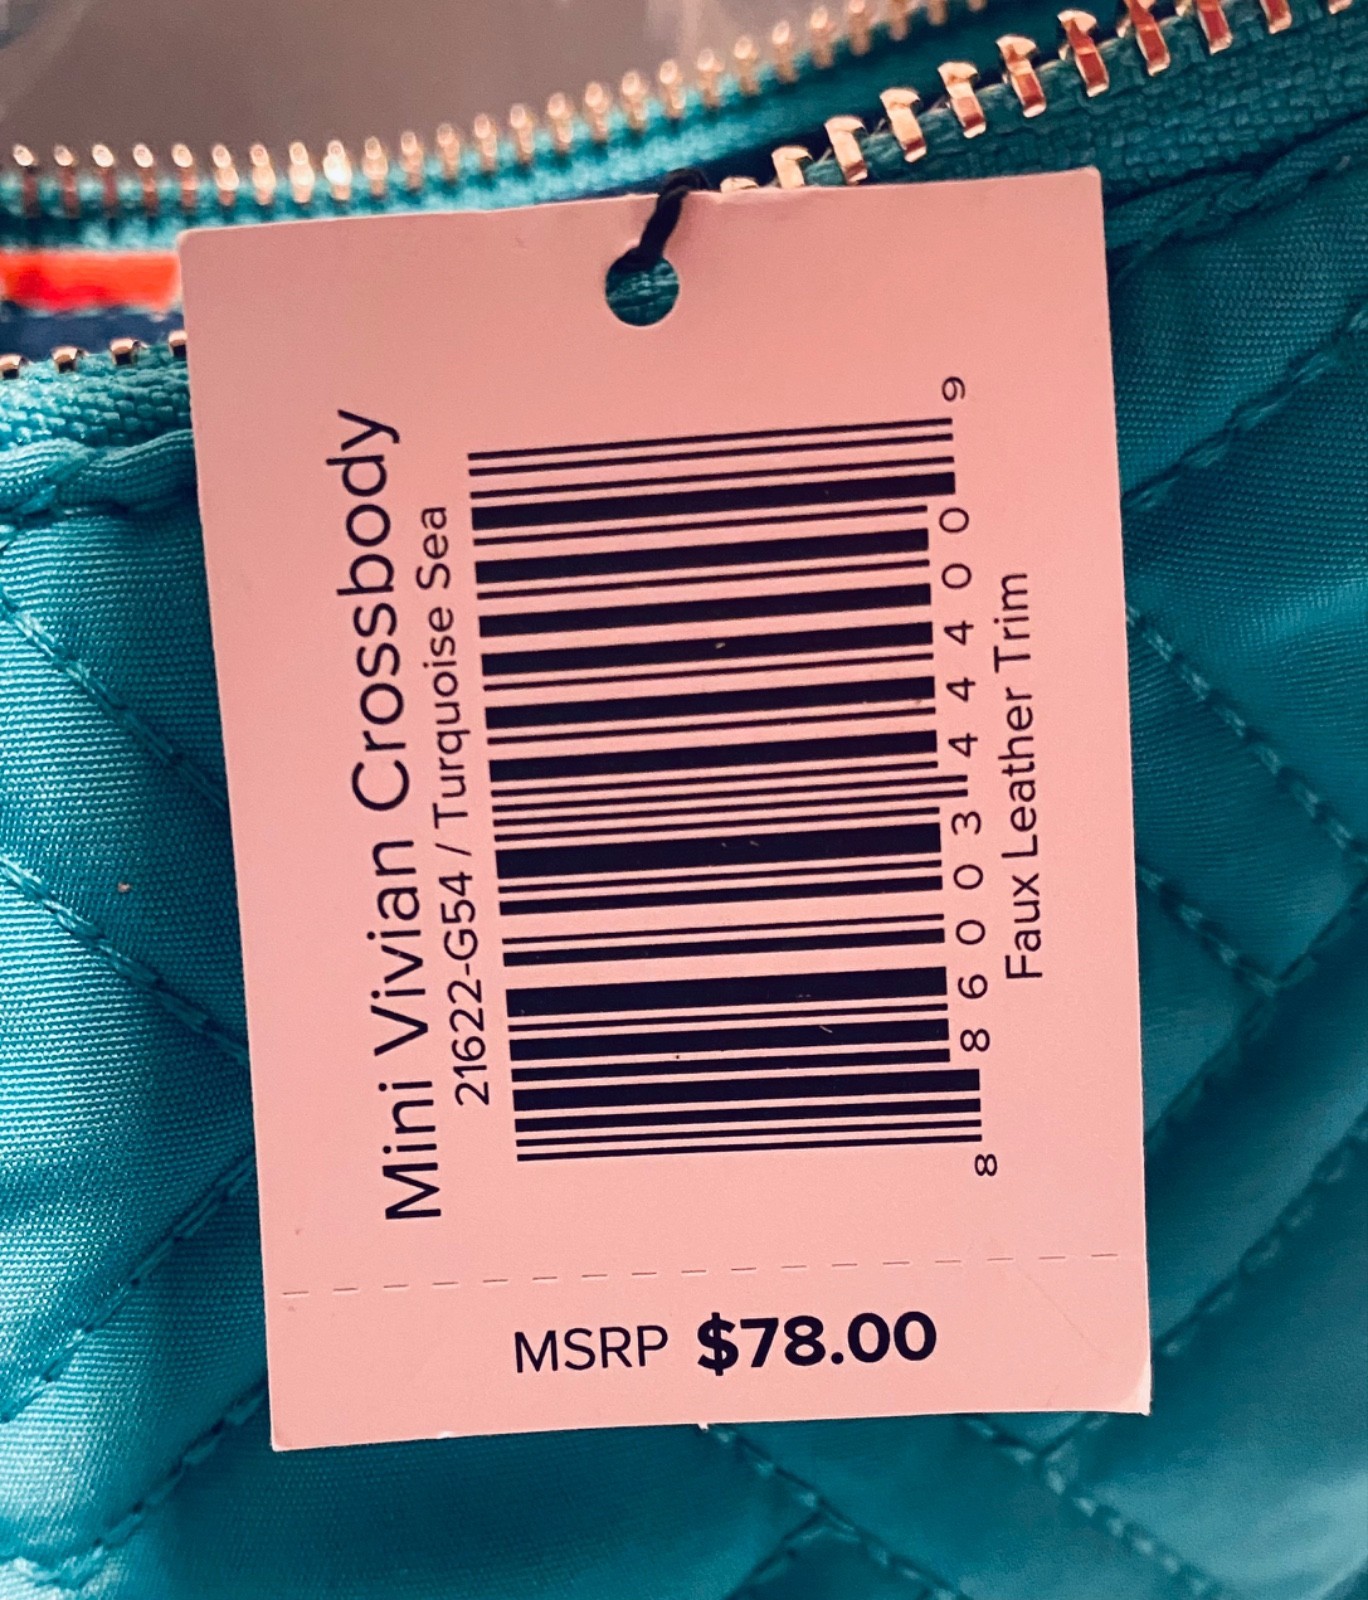 Mini Vivian Crossbody
21622-G54 / Turquoise Sea
8 86003 44400 9
Faux Leather Trim
MSRP $78.00